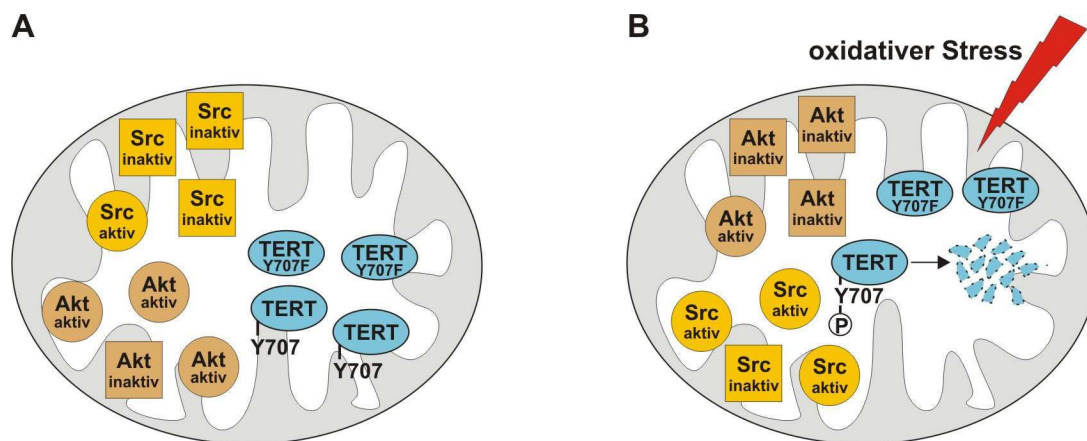 A
Src
inaktiv
Src
inaktiv
Src
inaktiv
Src
aktiv
Akt
aktiv
Akt
aktiv
Akt
inaktiv
Akt
aktiv
TERT
Y707F
TERT
Y707F
TERT
Y707
TERT
Y707
B
oxidativer Stress
Akt
inaktiv
Akt
inaktiv
Akt
inaktiv
Akt
aktiv
TERT
Y707F
TERT
Y707F
TERT
Y707
P
Src
aktiv
Src
aktiv
Src
inaktiv
Src
aktiv